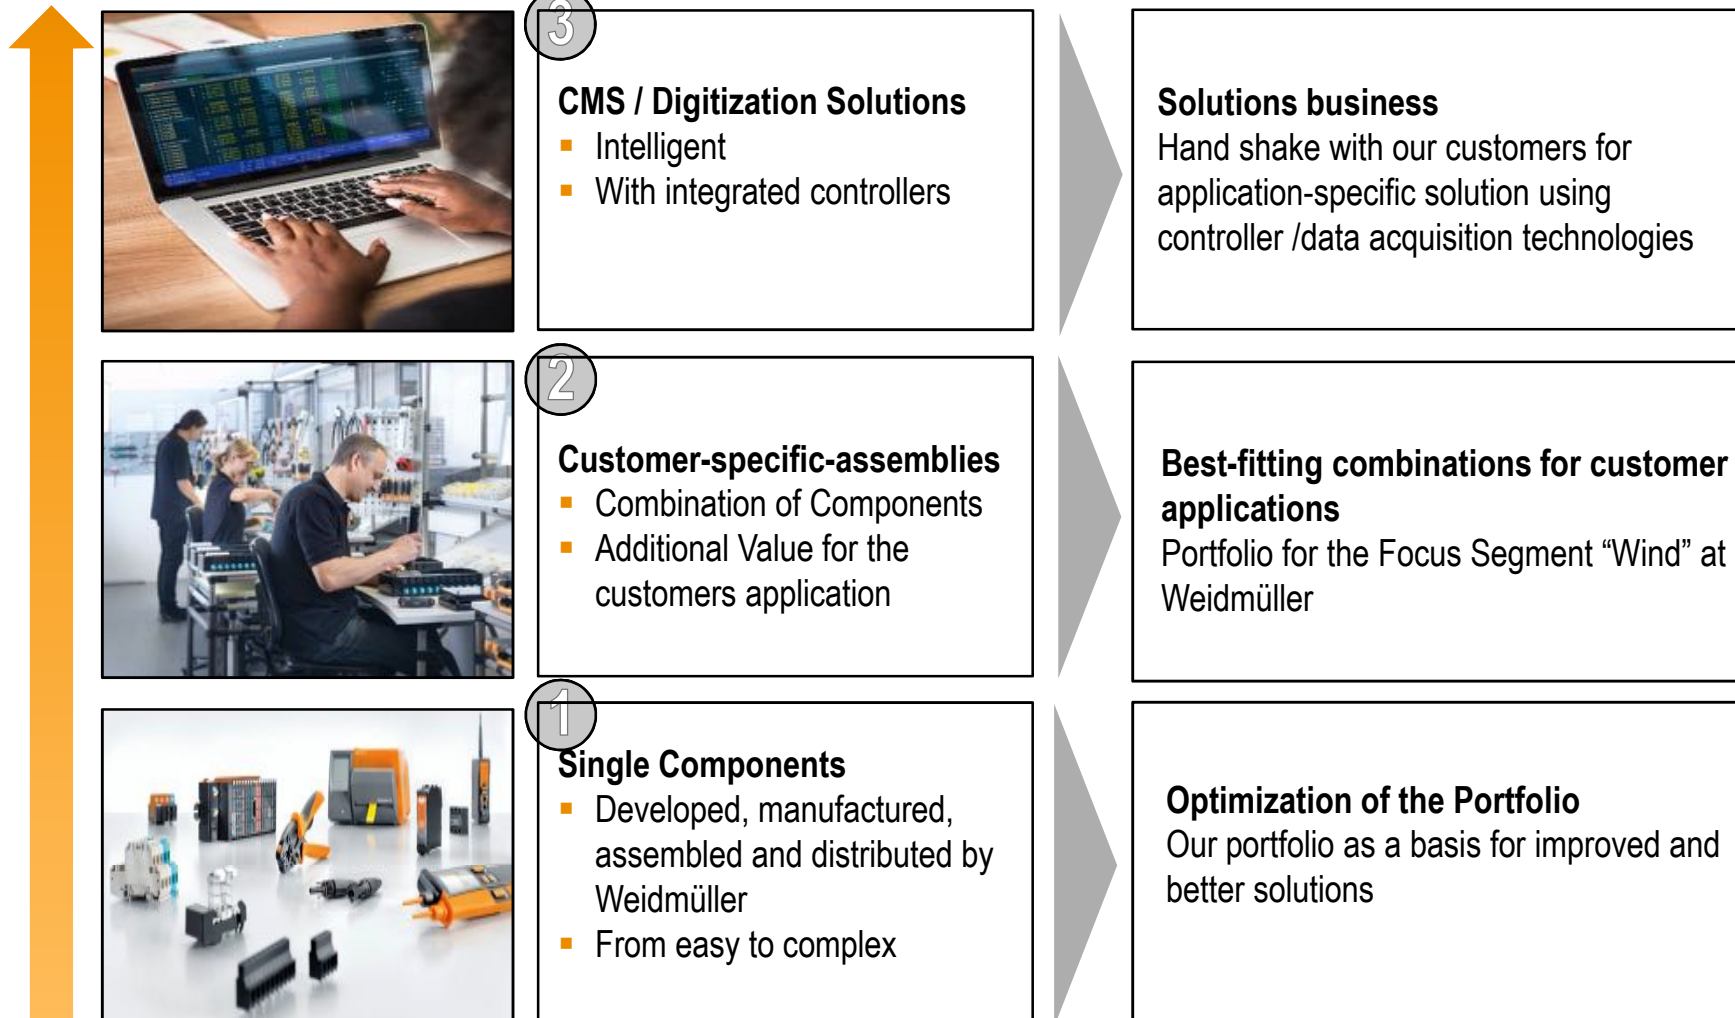 3
CMS / Digitization Solutions
▪ Intelligent
▪ With integrated controllers
Solutions business
Hand shake with our customers for
application-specific solution using
controller /data acquisition technologies
2
Customer-specific-assemblies
▪ Combination of Components
▪ Additional Value for the
customers application
Best-fitting combinations for customer
applications
Portfolio for the Focus Segment “Wind” at
Weidmüller
1
Single Components
▪ Developed, manufactured,
assembled and distributed by
Weidmüller
▪ From easy to complex
Optimization of the Portfolio
Our portfolio as a basis for improved and
better solutions